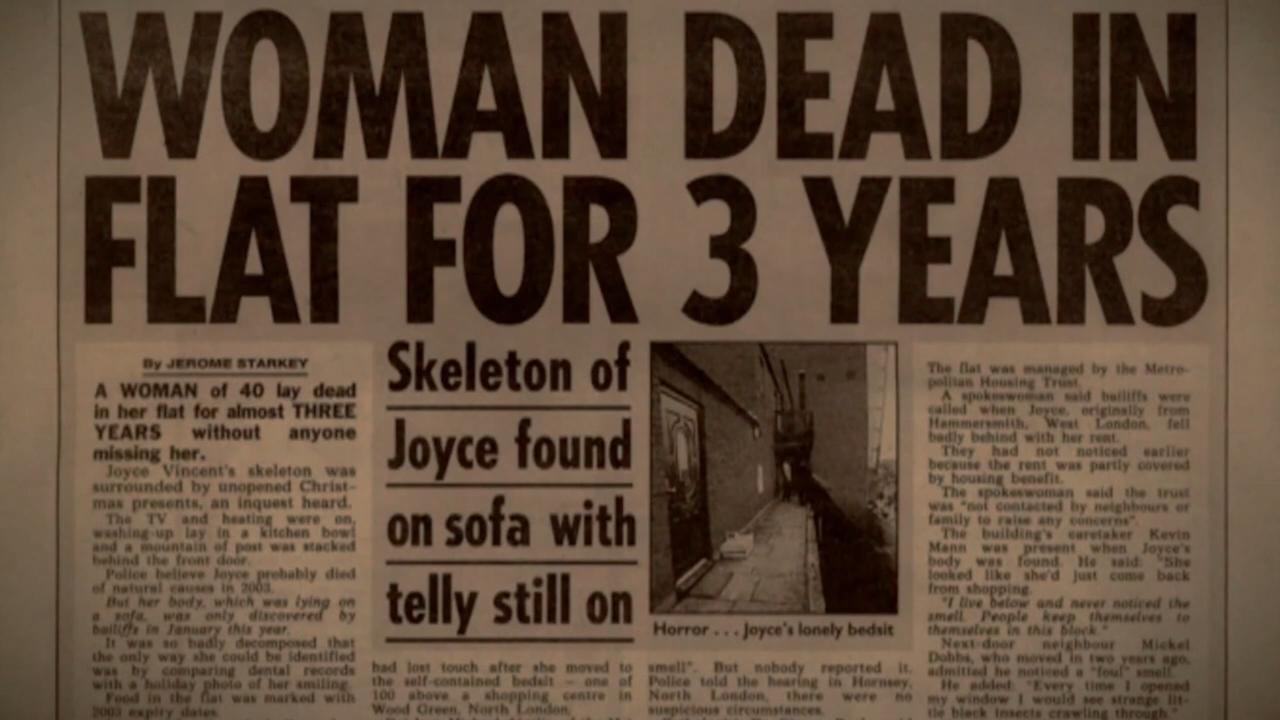 WOMAN DEAD IN
FLAT FOR 3 YEARS
By JEROME STARKEY
A WOMAN of 40 lay dead
in her flat for almost THREE
YEARS without anyone
missing her.
Joyce Vincent's skeleton was
surrounded by unopened Christ-
mas presents, an inquest heard.
The TV and heating were on,
washing-up lay in a kitchen bowl
and a mountain of post was stacked
behind the front door.
Police believe Joyce probably died
of natural causes in 2003.
But her body, which was lying on
a sofa, was only discovered by
bailiffs in January this year.
It was so badly decomposed that
the only way she could be identified
was by comparing dental records
with a holiday photo of her smiling.
Food in the flat was marked with
2003 expiry dates.
Skeleton of
Joyce found
on sofa with
telly still on
had lost touch after she moved to
the self-contained bedsit – one of
100 above a shopping centre in
Wood Green, North London.
Horror . . . Joyce's lonely bedsit
smell". But nobody reported it.
Police told the hearing in Hornsey,
North London, there were no
suspicious circumstances.
The flat was managed by the Metro-
politan Housing Trust.
A spokeswoman said bailiffs were
called when Joyce, originally from
Hammersmith, West London, fell
badly behind with her rent.
They had not noticed earlier
because the rent was partly covered
by housing benefit.
The spokeswoman said the trust
was "not contacted by neighbours or
family to raise any concerns".
The building's caretaker Kevin
Mann was present when Joyce's
body was found. He said: "She
looked like she'd just come back
from shopping.
"I live below and never noticed the
smell. People keep themselves to
themselves in this block."
Next-door neighbour Mickel
Dobbs, who moved in two years ago,
admitted he noticed a "foul" smell.
He added: "Every time I opened
my window I would see strange lit-
tle black insects crawling through."